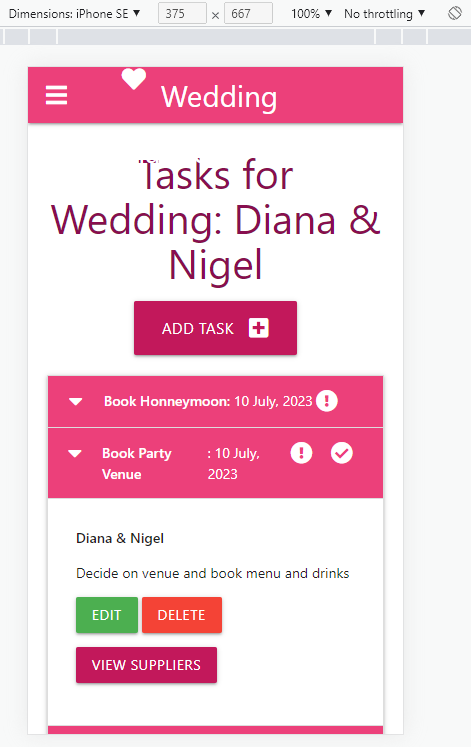 Dimensions: iPhone SE ▼ 375 × 667 100% ▼ No throttling ▼
Wedding
Tasks for
Wedding: Diana &
Nigel
ADD TASK
Book Honneymoon: 10 July, 2023
Book Party : 10 July,
Venue 2023
Diana & Nigel
Decide on venue and book menu and drinks
EDIT DELETE
VIEW SUPPLIERS